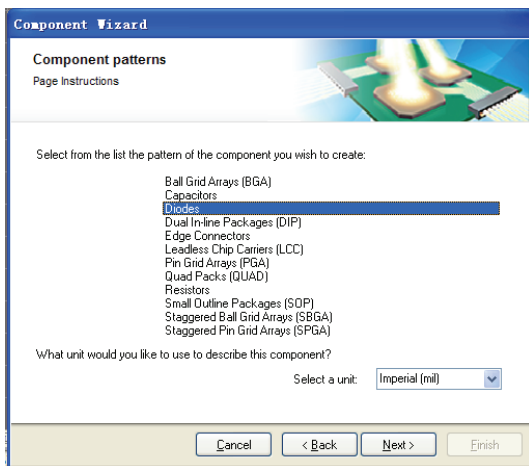 Component Wizard
Component patterns
Page Instructions
Select from the list the pattern of the component you wish to create:
Ball Grid Arrays (BGA)
Capacitors
Diodes
Dual In-line Packages (DIP)
Edge Connectors
Leadless Chip Carriers (LCC)
Pin Grid Arrays (PGA)
Quad Packs (QUAD)
Resistors
Small Outline Packages (SOP)
Staggered Ball Grid Arrays (SBGA)
Staggered Pin Grid Arrays (SPGA)
What unit would you like to use to describe this component?
Select a unit: Imperial (mil)
Cancel < Back Next > Finish